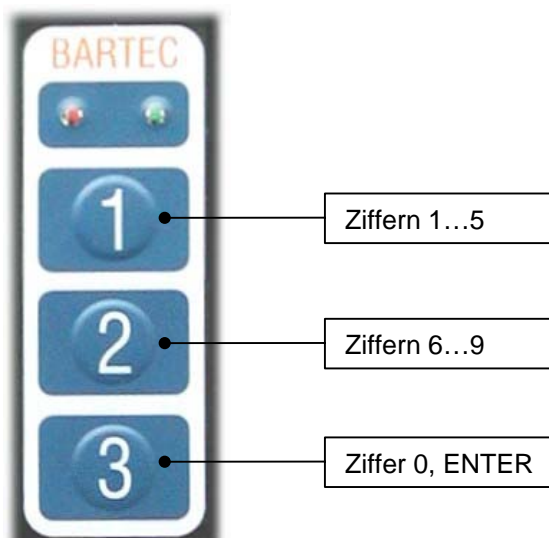 BARTEC
1
Ziffern 1…5
2
Ziffern 6…9
3
Ziffer 0, ENTER